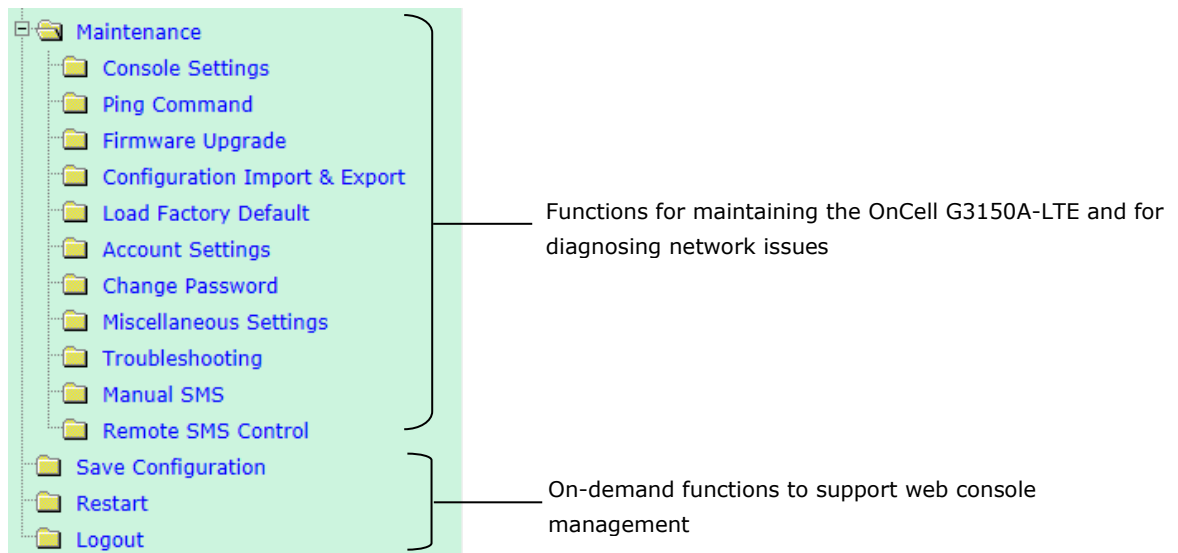 Maintenance
Console Settings
Ping Command
Firmware Upgrade
Configuration Import & Export
Load Factory Default
Account Settings
Change Password
Miscellaneous Settings
Troubleshooting
Manual SMS
Remote SMS Control
Save Configuration
Restart
Logout
Functions for maintaining the OnCell G3150A-LTE and for
diagnosing network issues
On-demand functions to support web console
management